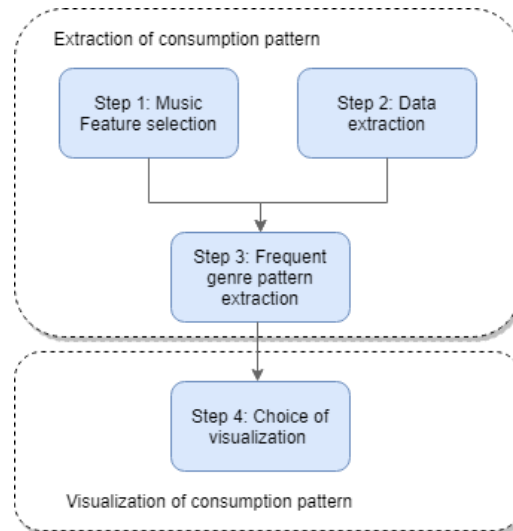 Extraction of consumption pattern
Step 1: Music
Feature selection
Step 2: Data
extraction
Step 3: Frequent
genre pattern
extraction
Step 4: Choice of
visualization
Visualization of consumption pattern